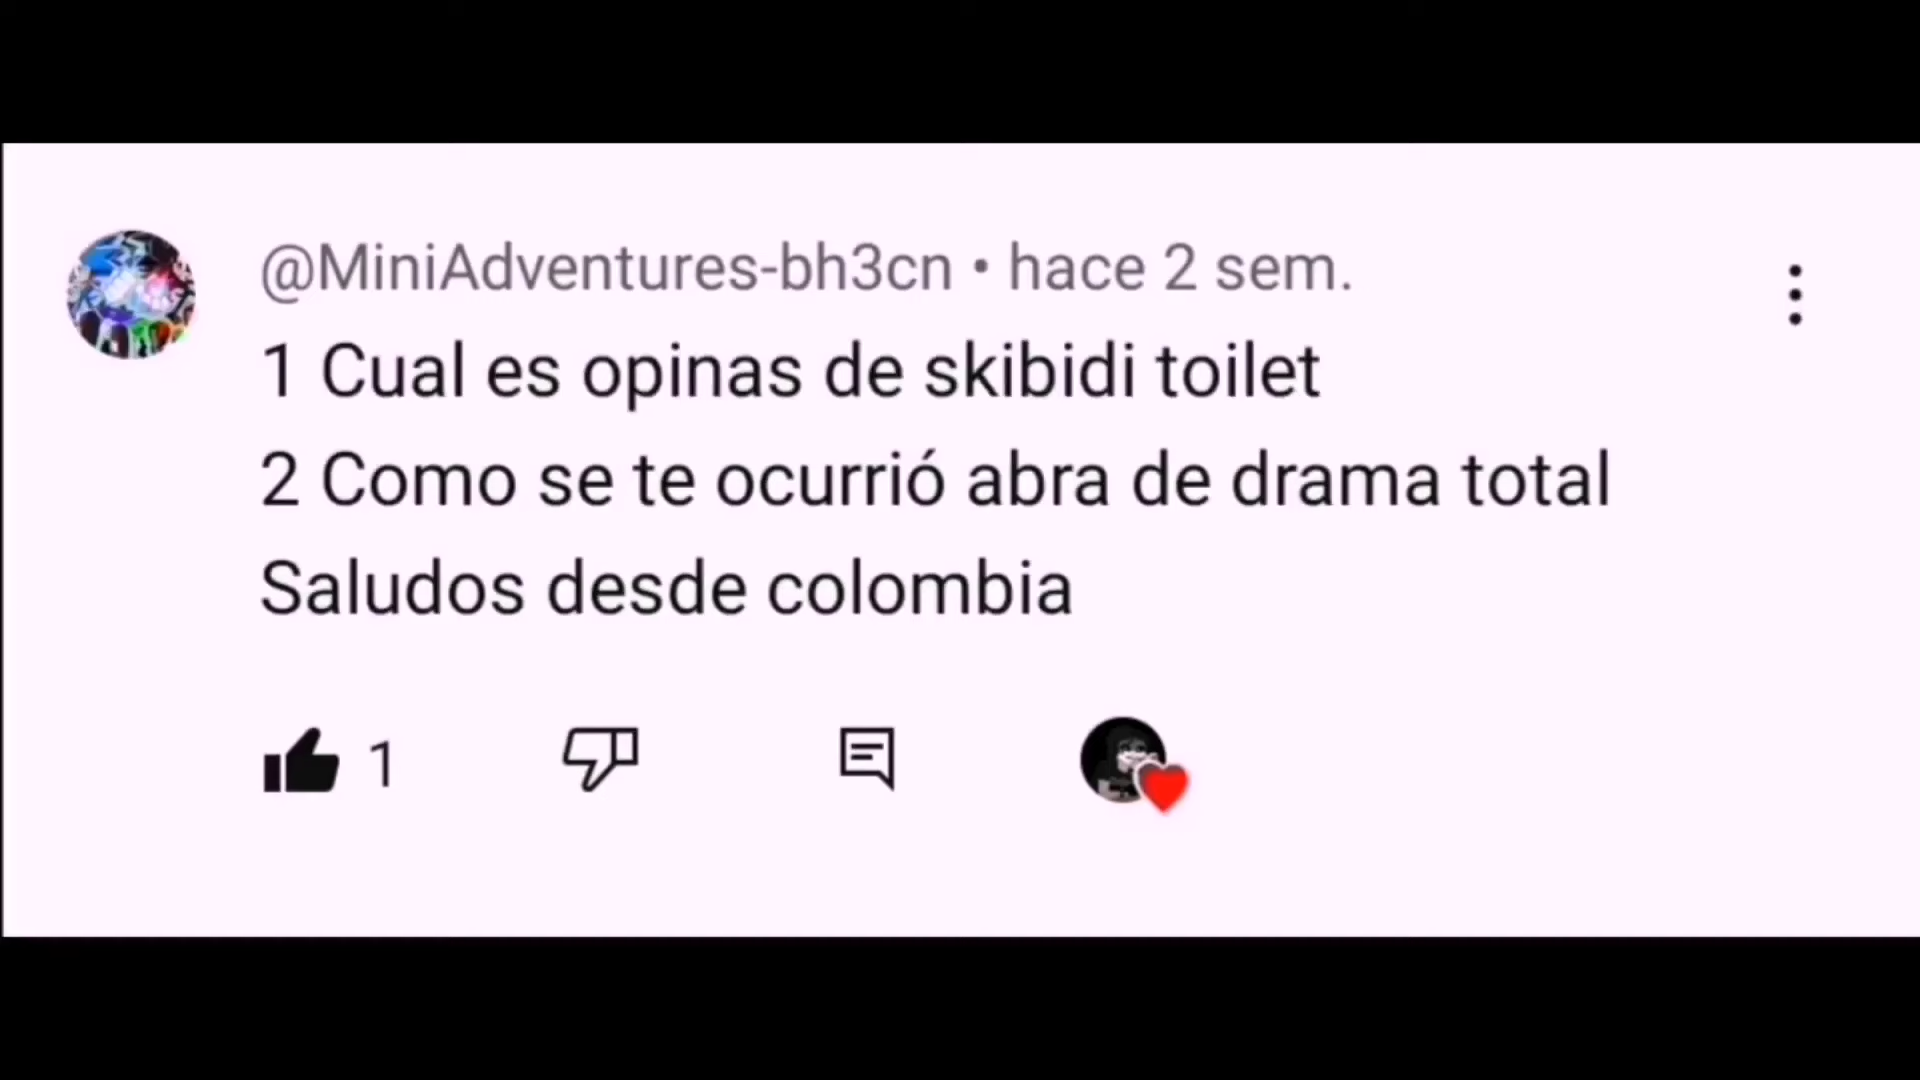 @MiniAdventures-bh3cn • hace 2 sem.
1 Cual es opinas de skibidi toilet
2 Como se te ocurrió abra de drama total
Saludos desde colombia
1